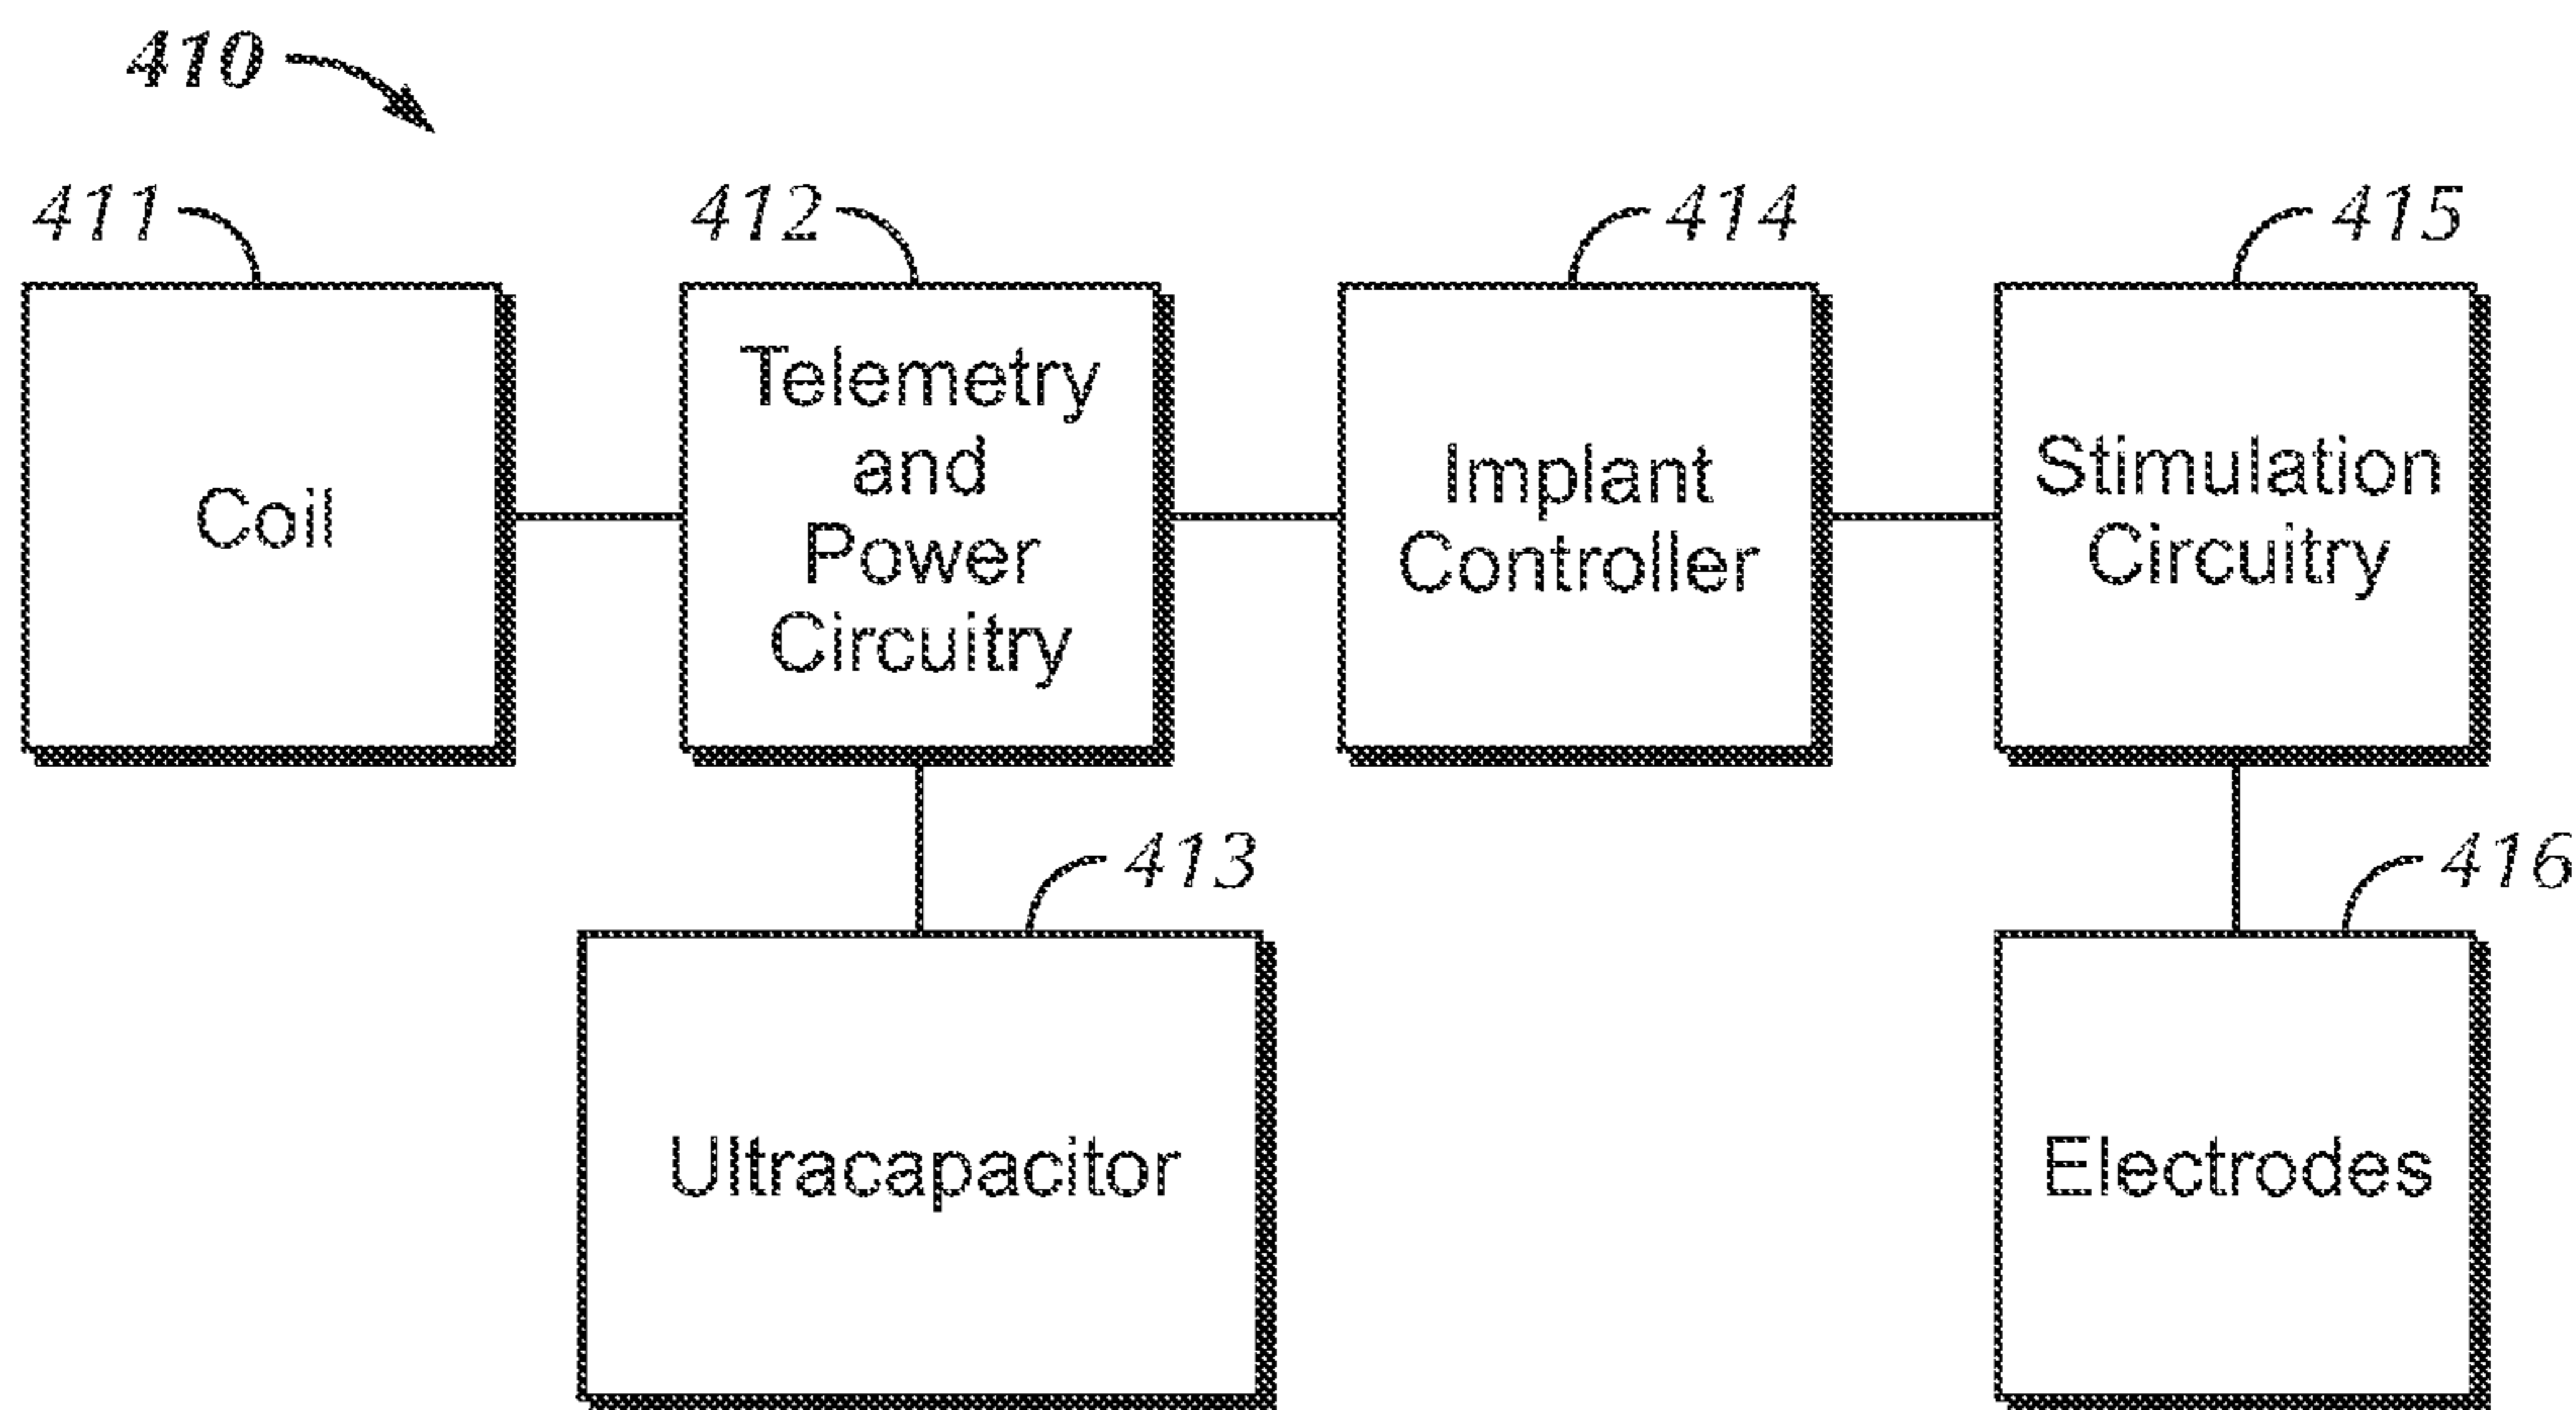 410
411
412
414
415
Coil
Telemetry
and
Power
Circuitry
Implant
Controller
Stimulation
Circuitry
413
416
Ultracapacitor
Electrodes